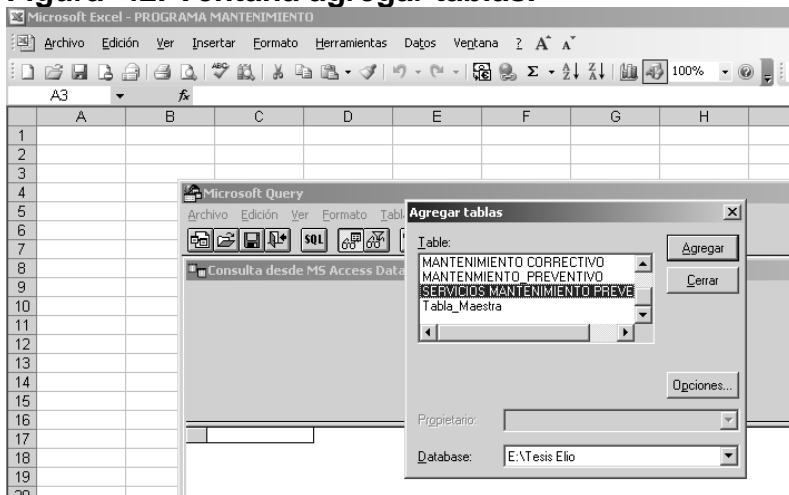 Figura 42. Ventana agregar tablas.
Microsoft Excel - PROGRAMA MANTENIMIENTO
Archivo Edición Ver Insertar Formato Herramientas Datos Ventana ? A A
ABC Σ A Z Z A 100%
A3 fx
A B C D E F G H
1
2
3
4
Microsoft Query
5
Archivo Edición Ver Formato Tabl
Agregar tablas
6
SQL
Table:
Agregar
7
MANTENIMIENTO CORRECTIVO
8
Consulta desde MS Access Data
MANTENMIENTO_PREVENTIVO
Cerrar
9
SERVICIOS MANTENIMIENTO PREVE
10
Tabla_Maestra
11
12
13
14
Opciones...
15
16
Propietario:
17
18
Database: E:\Tesis Elio
19
20